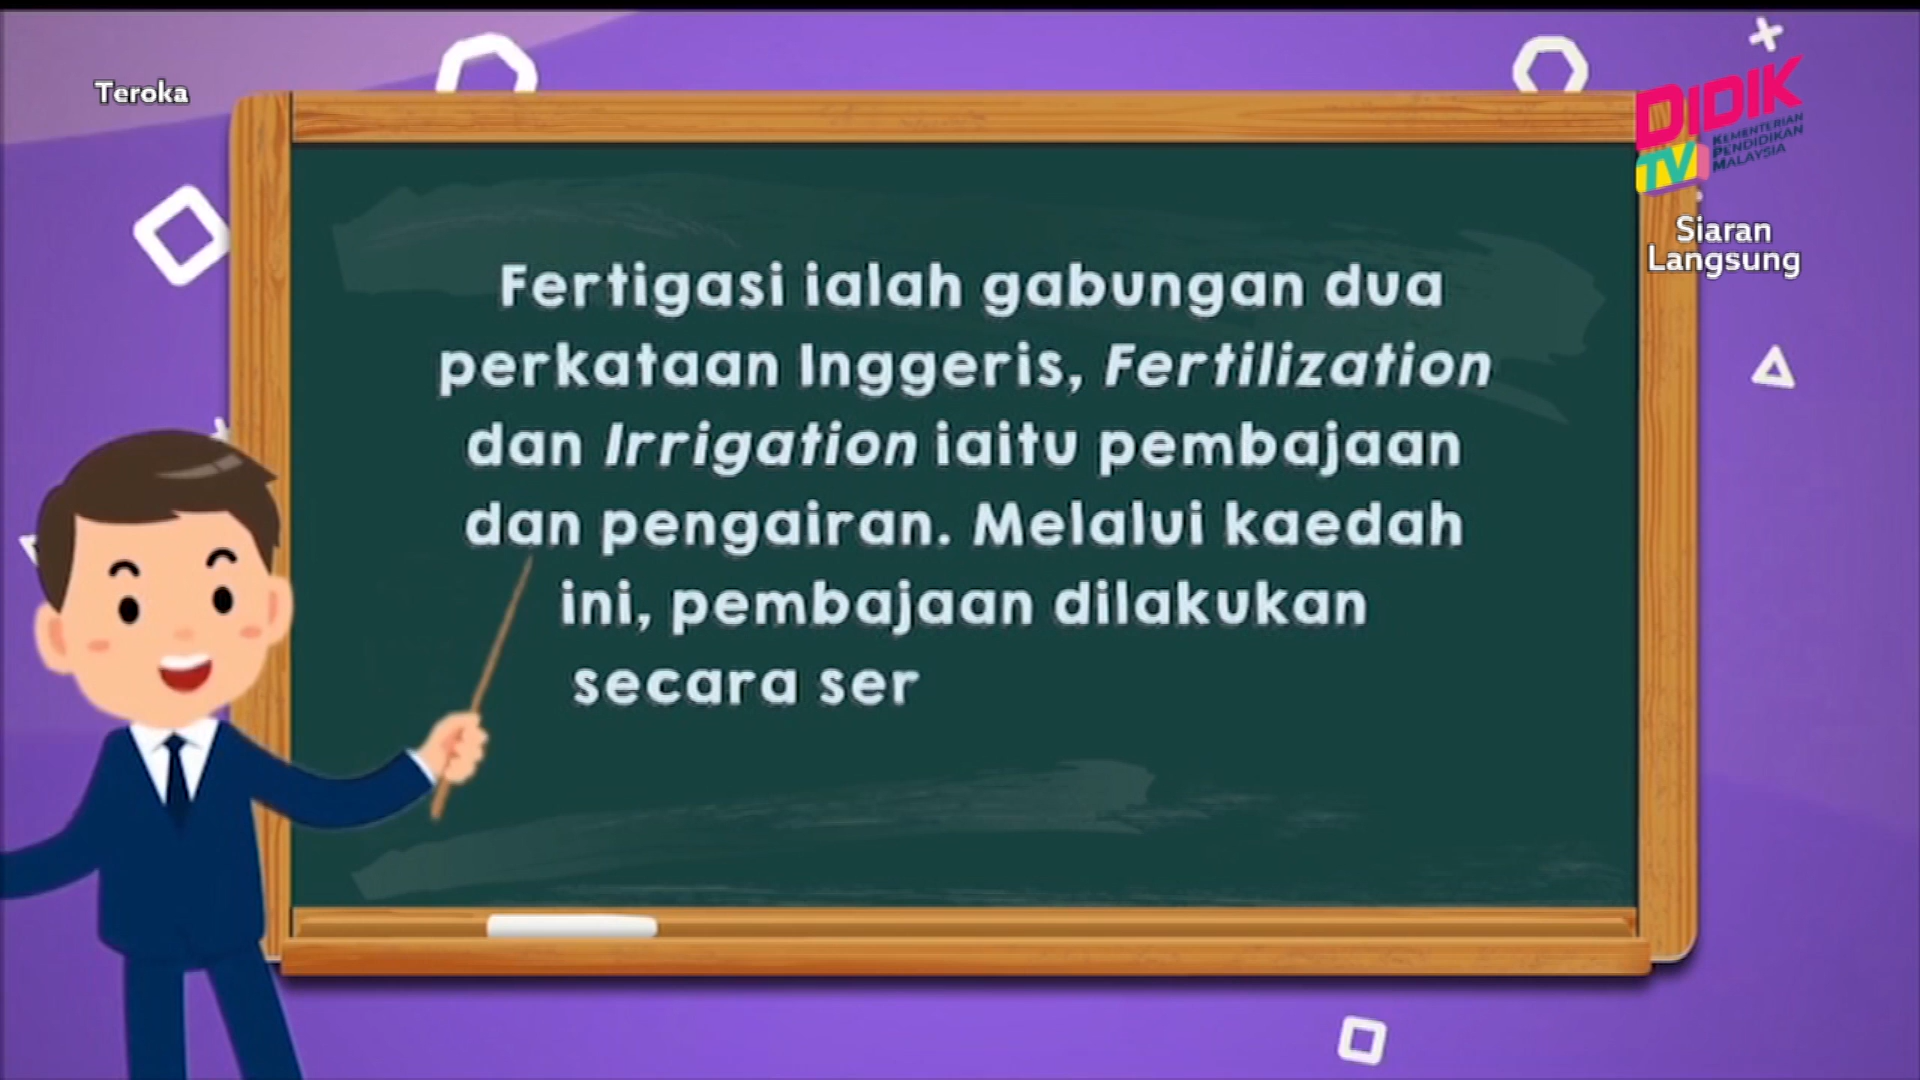 Teroka
DIDIK
TV
KEMENTERIAN
PENDIDIKAN
MALAYSIA
Siaran
Langsung
Fertigasi ialah gabungan dua
perkataan Inggeris, Fertilization
dan Irrigation iaitu pembajaan
dan pengairan. Melalui kaedah
ini, pembajaan dilakukan
secara ser